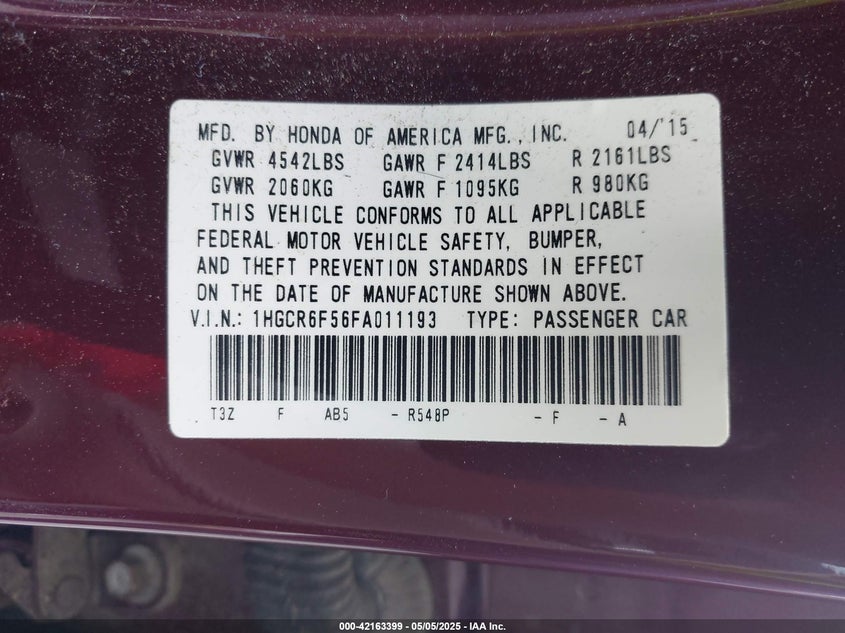 MFD. BY HONDA OF AMERICA MFG., INC. 04/'15
GVWR 4542LBS GAWR F 2414LBS R 2161LBS
GVWR 2060KG GAWR F 1095KG R 980KG
THIS VEHICLE CONFORMS TO ALL APPLICABLE
FEDERAL MOTOR VEHICLE SAFETY, BUMPER,
AND THEFT PREVENTION STANDARDS IN EFFECT
ON THE DATE OF MANUFACTURE SHOWN ABOVE.
V.I.N.: 1HGCR6F56FA011193 TYPE: PASSENGER CAR
T3Z F AB5 - R548P - F - A
000-42163399 - 05/05/2025 - IAA Inc.